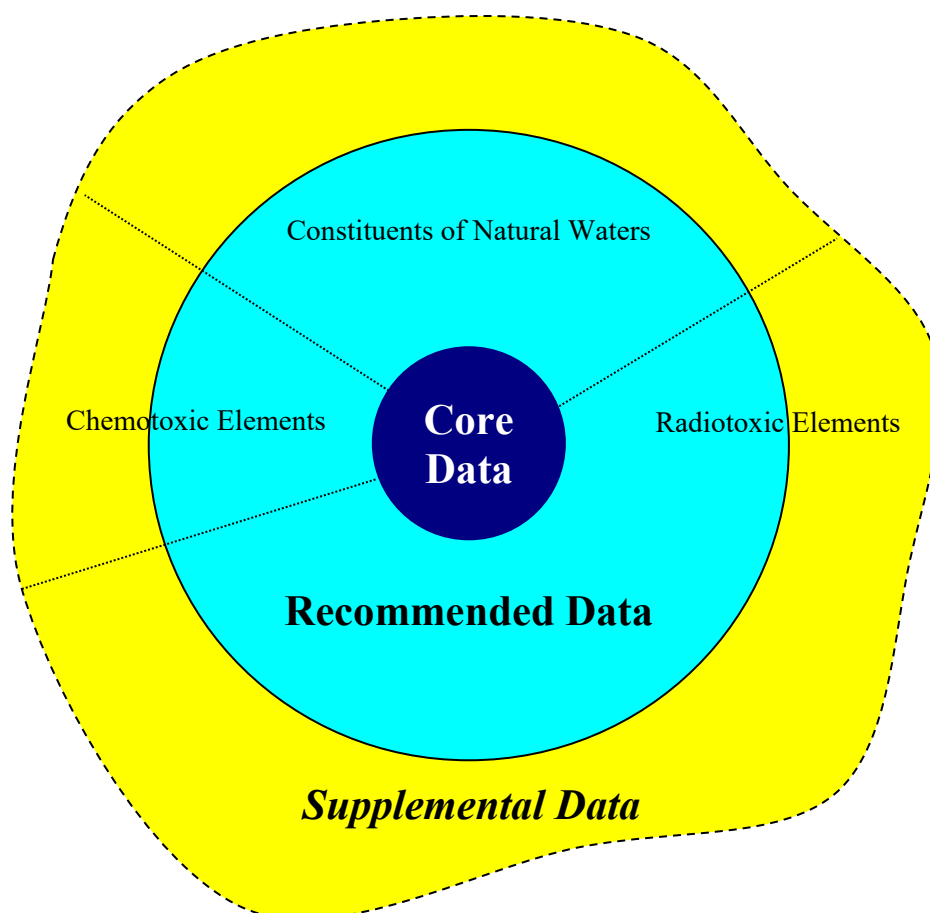 Constituents of Natural Waters
Chemotoxic Elements
Core
Data
Radiotoxic Elements
Recommended Data
Supplemental Data